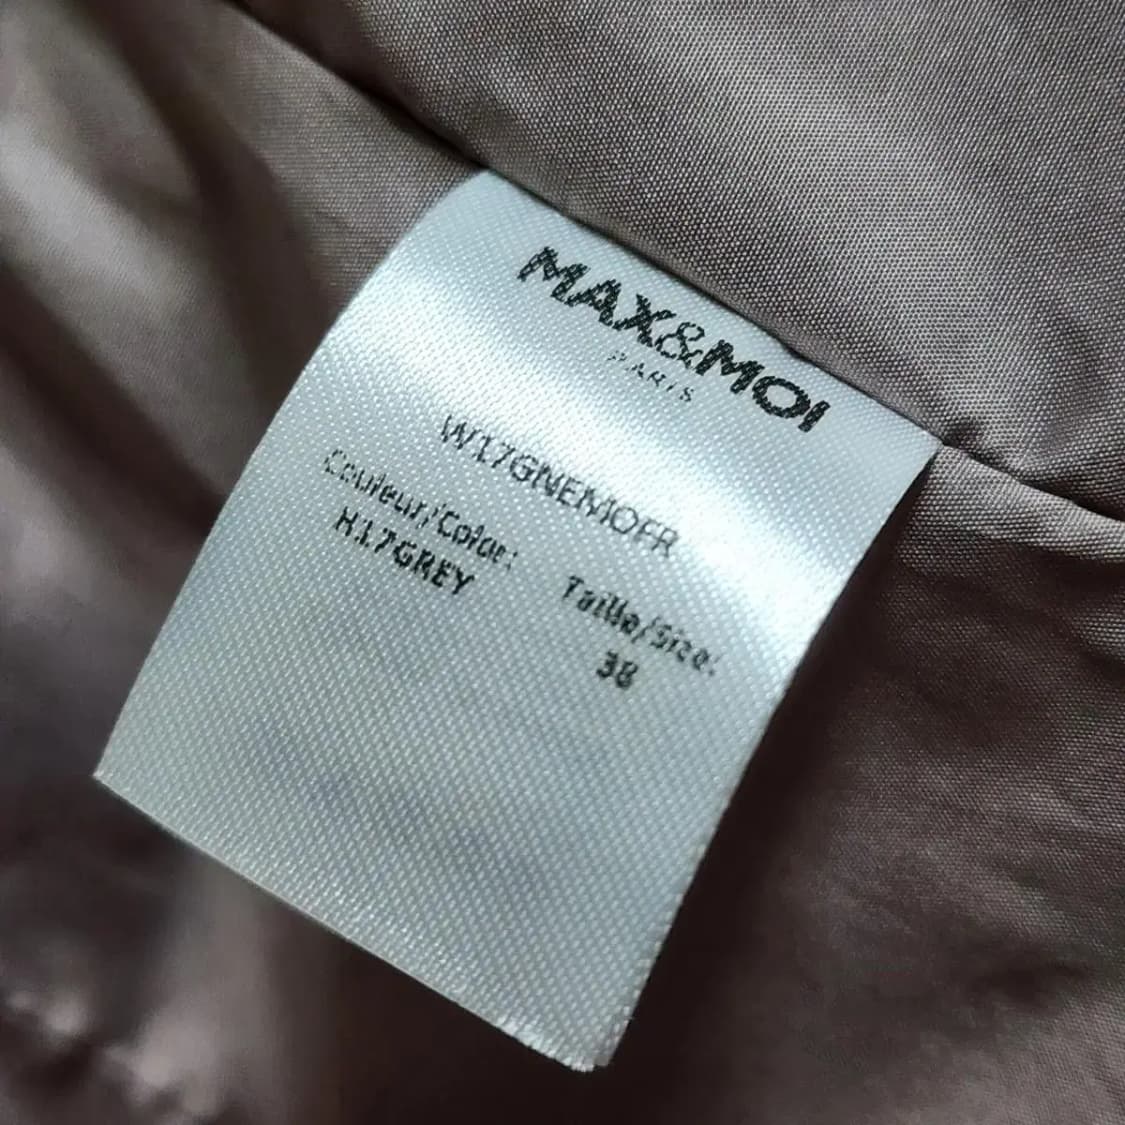 MAX&MOI
PARIS
W17GNEMOFR
Couleur/Color: Taille/Size:
H17GREY 38